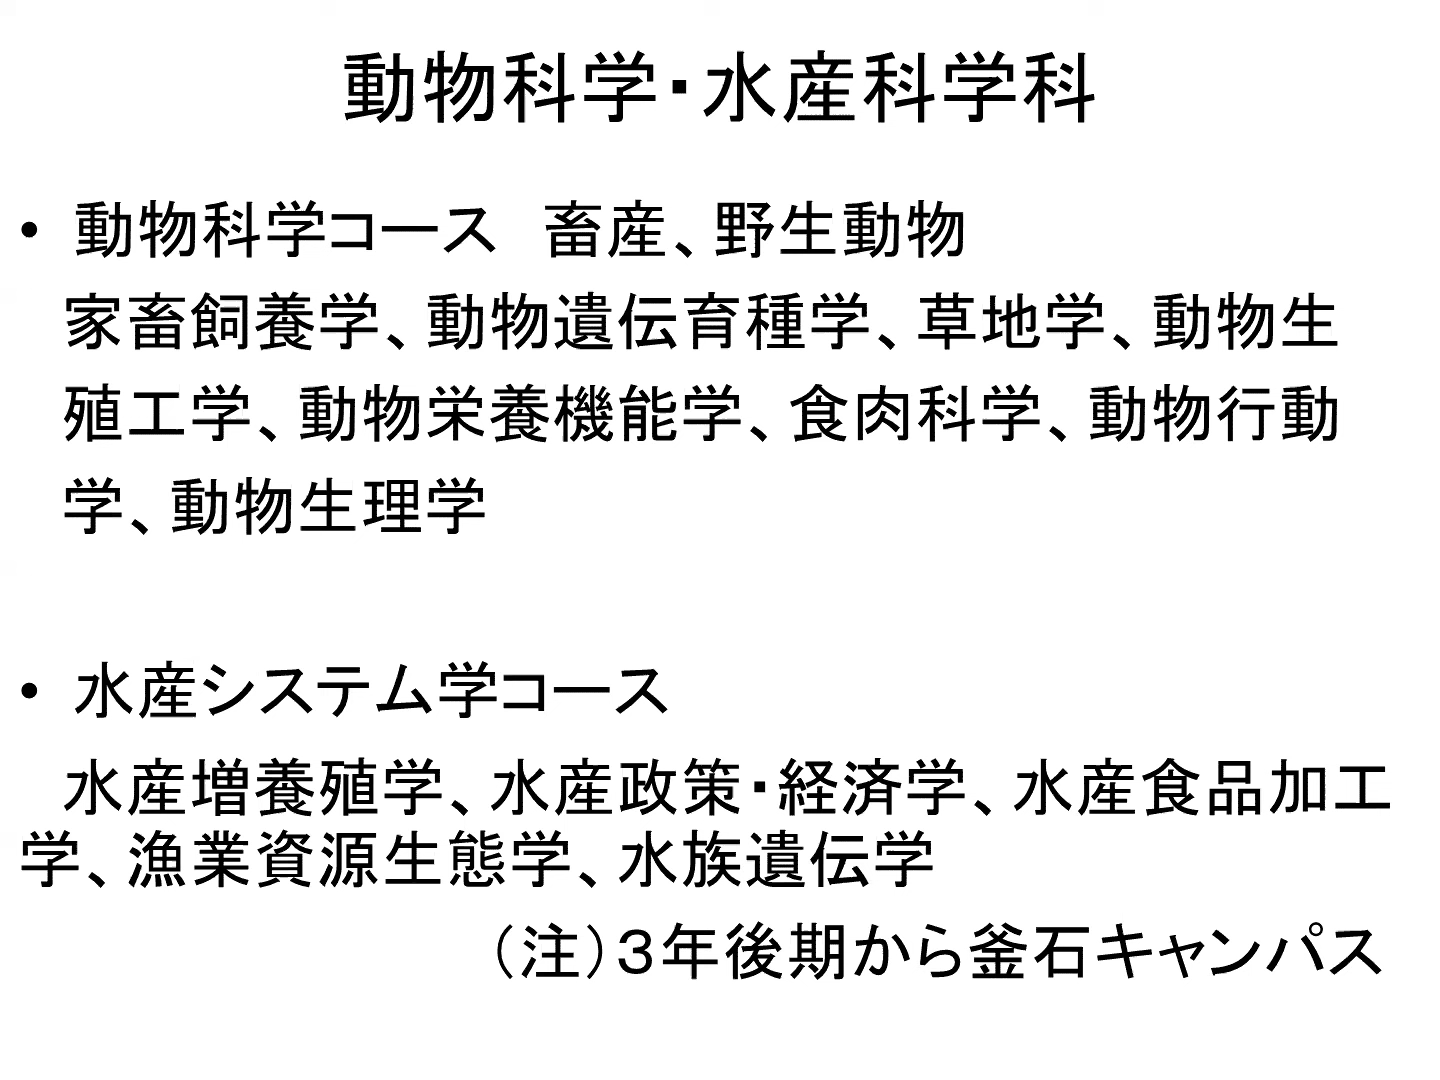 動物科学・水産科学科
• 動物科学コース　畜産、野生動物
家畜飼養学、動物遺伝育種学、草地学、動物生
殖工学、動物栄養機能学、食肉科学、動物行動
学、動物生理学
• 水産システム学コース
水産増養殖学、水産政策・経済学、水産食品加工
学、漁業資源生態学、水族遺伝学
（注）３年後期から釜石キャンパス